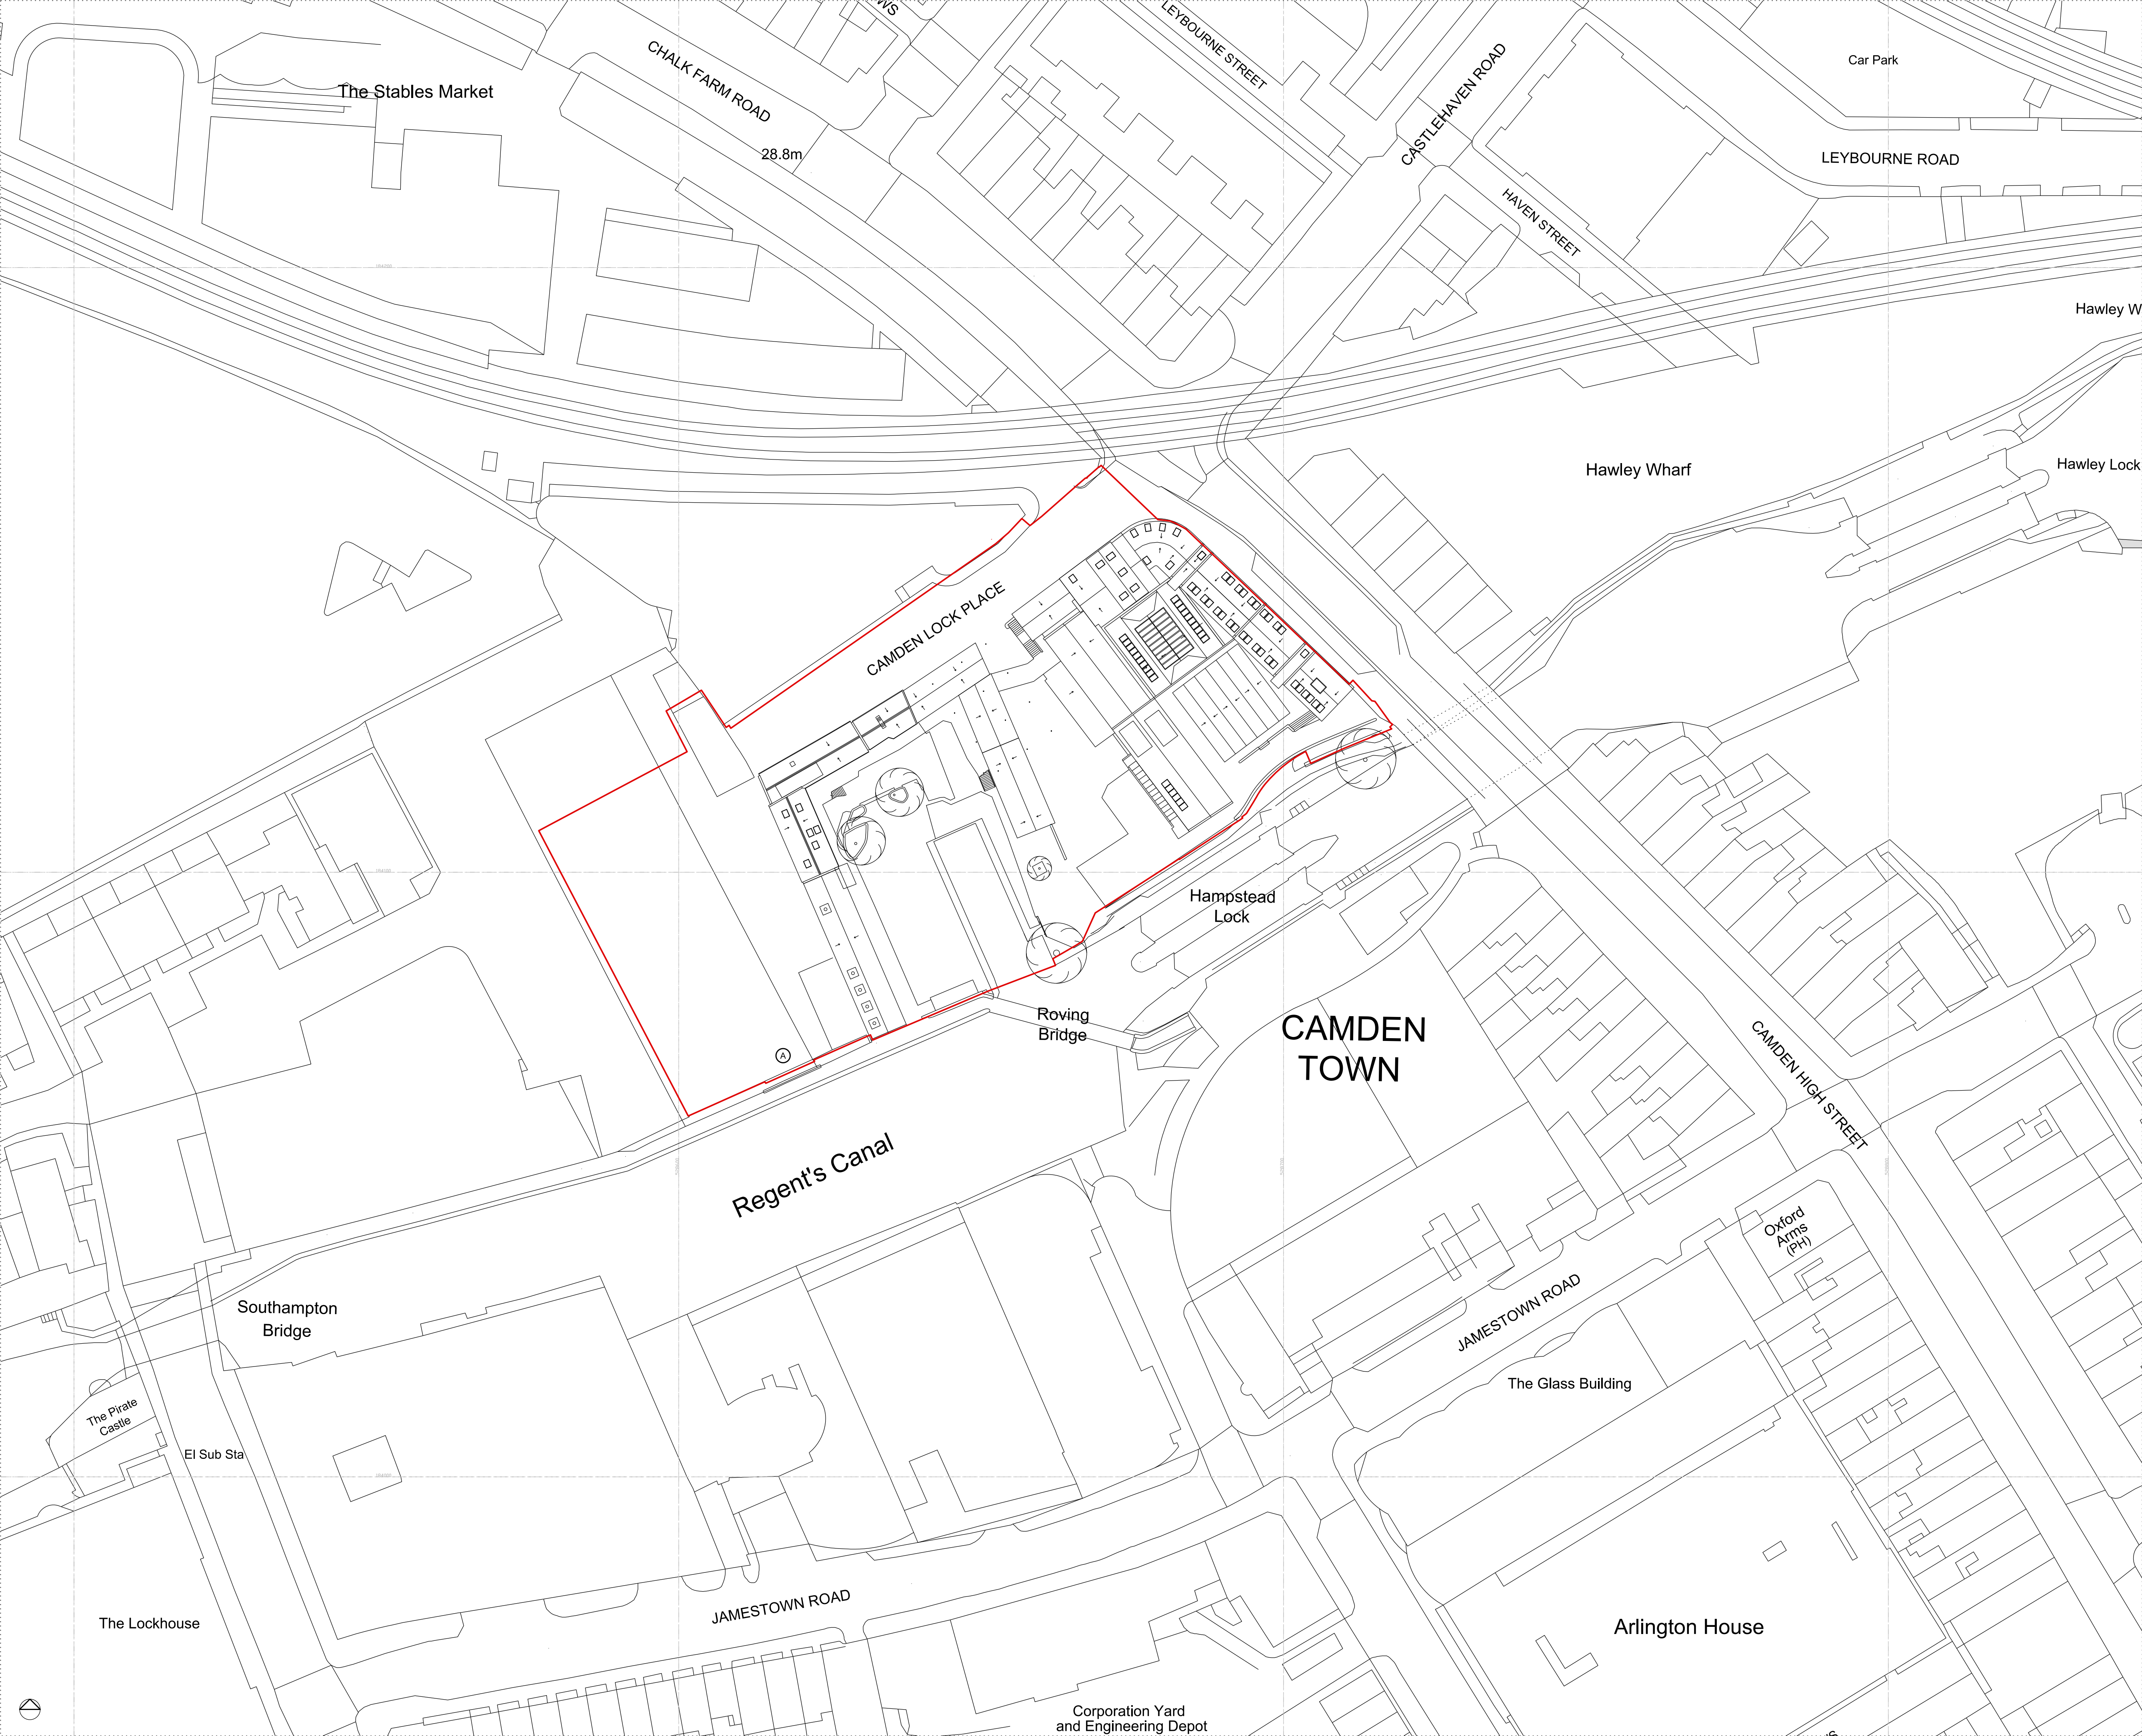 WS
LEYBOURNE STREET
CHALK FARM ROAD
CASTLEHAVEN ROAD
Car Park
The Stables Market
28.8m
LEYBOURNE ROAD
HAVEN STREET
Hawley W
Hawley Wharf
Hawley Lock
CAMDEN LOCK PLACE
Hampstead
Lock
Roving
Bridge
CAMDEN
TOWN
A
CAMDEN HIGH STREET
Regent's Canal
Oxford
Arms
(PH)
Southampton
Bridge
JAMESTOWN ROAD
The Glass Building
The Pirate
Castle
El Sub Sta
JAMESTOWN ROAD
The Lockhouse
Arlington House
Corporation Yard
and Engineering Depot